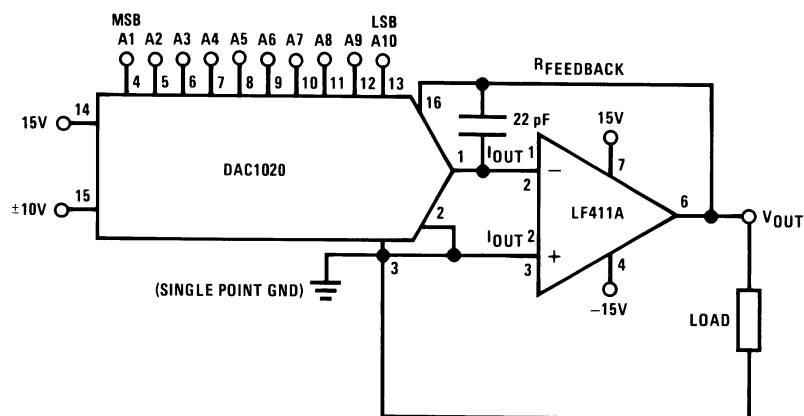 MSB LSB
A1 A2 A3 A4 A5 A6 A7 A8 A9 A10
4 5 6 7 8 9 10 11 12 13
RFEEDBACK
16
14
15V
22 pF
15V
1 IOUT 1
7
2
DAC1020
−
LF411A
6
VOUT
15
±10V
2
IOUT 2
+
3
3
4
(SINGLE POINT GND)
−15V
LOAD